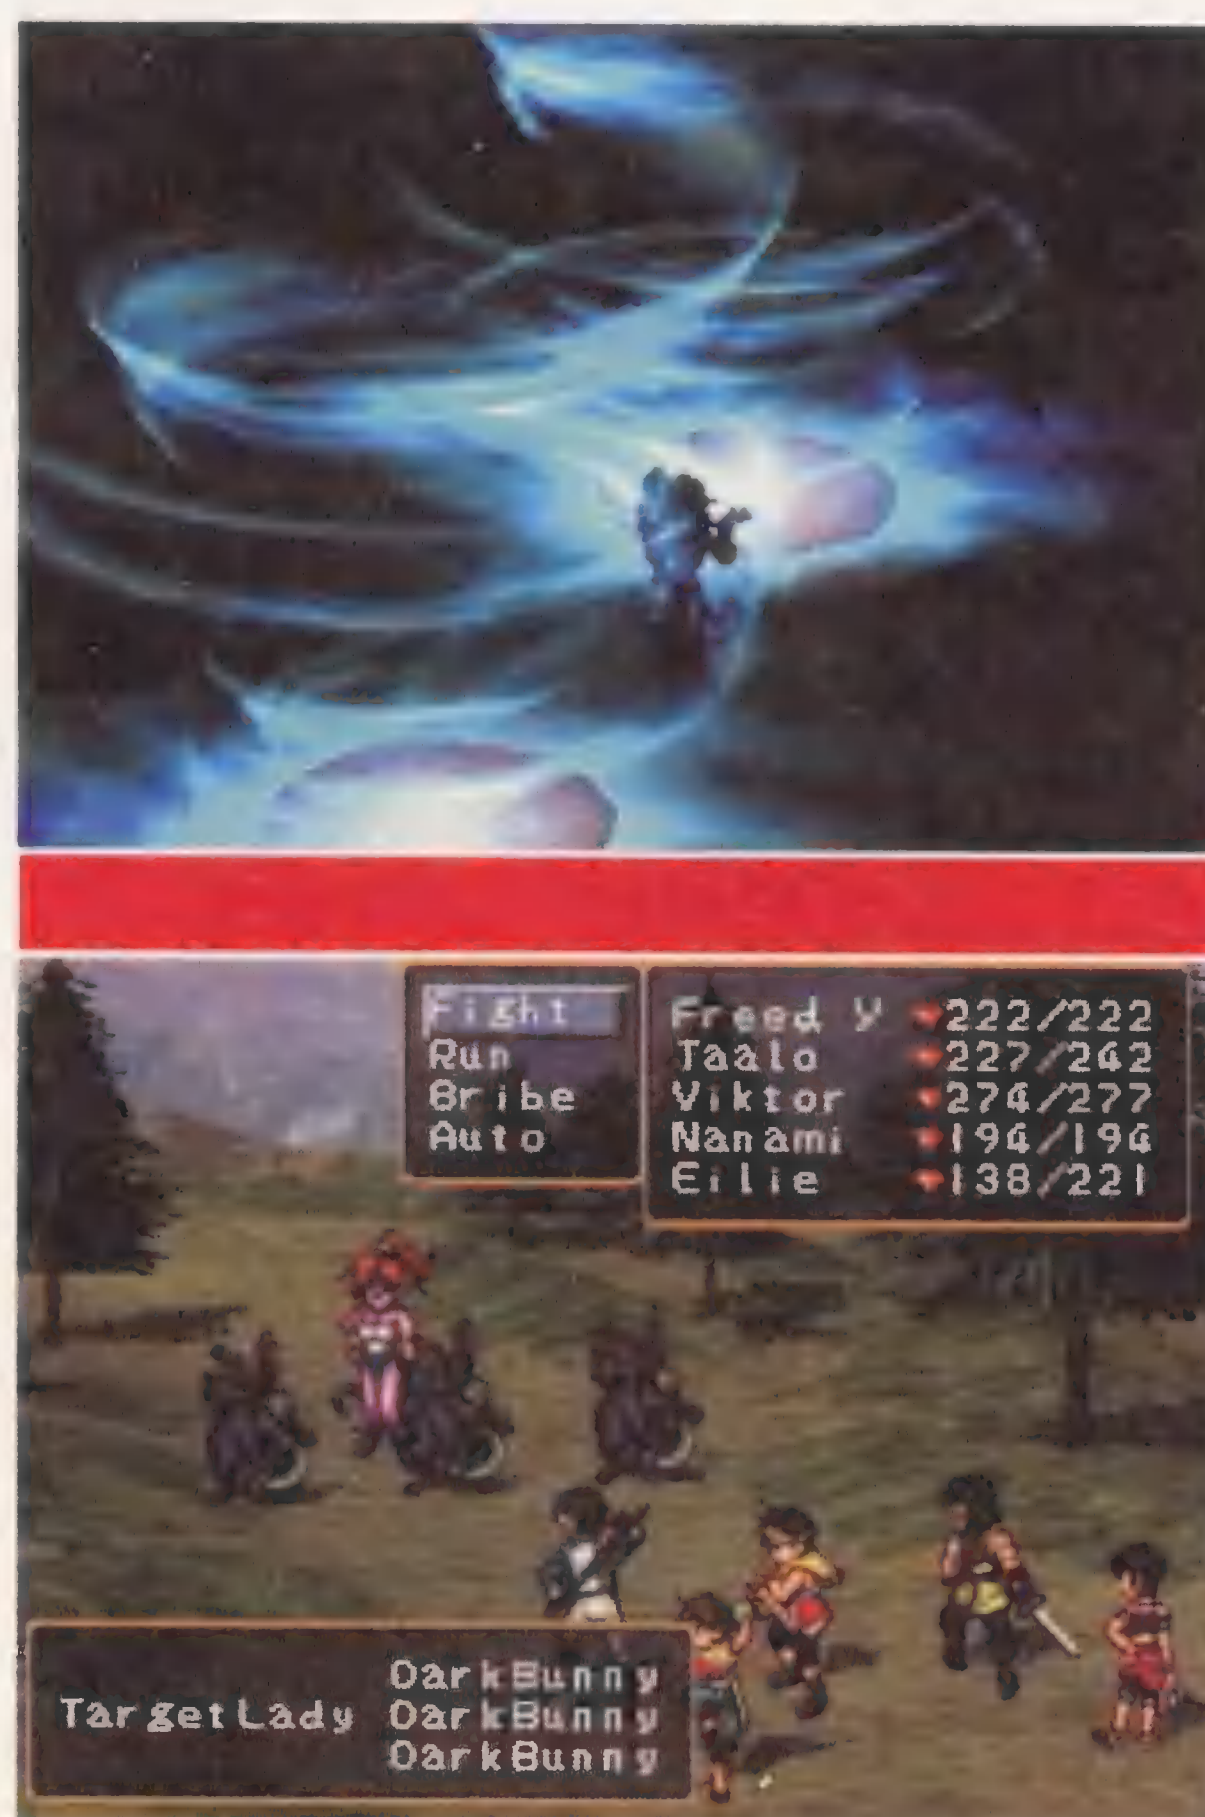 Fight
Run
Bribe
Auto
Freed Y 222/222
Taalo 227/242
Viktor 274/277
Nanami 194/194
Eilie 138/221
DarkBunny
TargetLady DarkBunny
DarkBunny